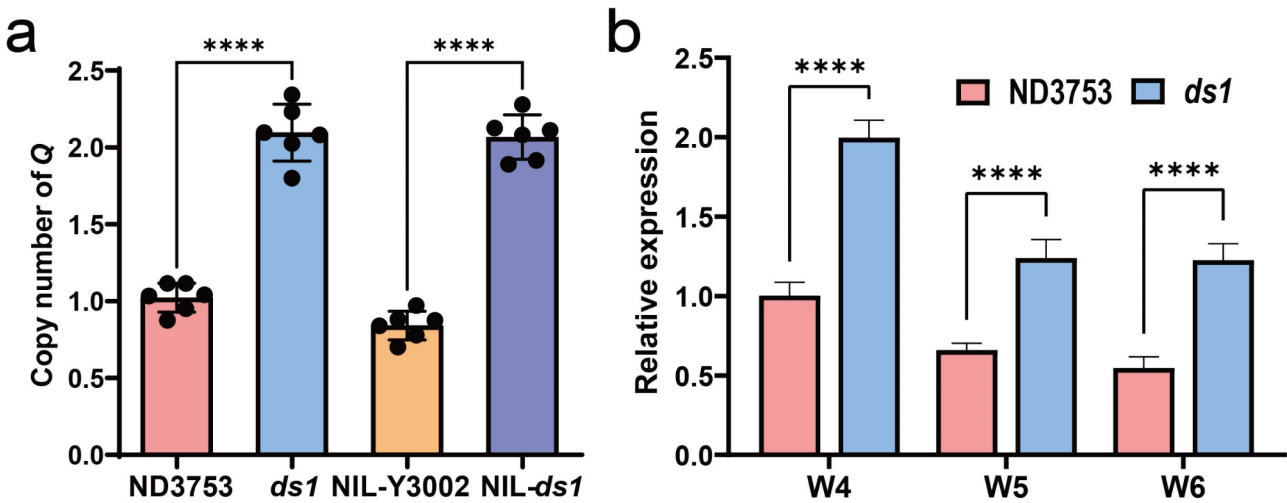 a
****
****
Copy number of Q
2.5
2.0
1.5
1.0
0.5
0.0
ND3753
ds1
NIL-Y3002
NIL-ds1
b
ND3753
ds1
****
****
****
Relative expression
2.5
2.0
1.5
1.0
0.5
0.0
W4
W5
W6